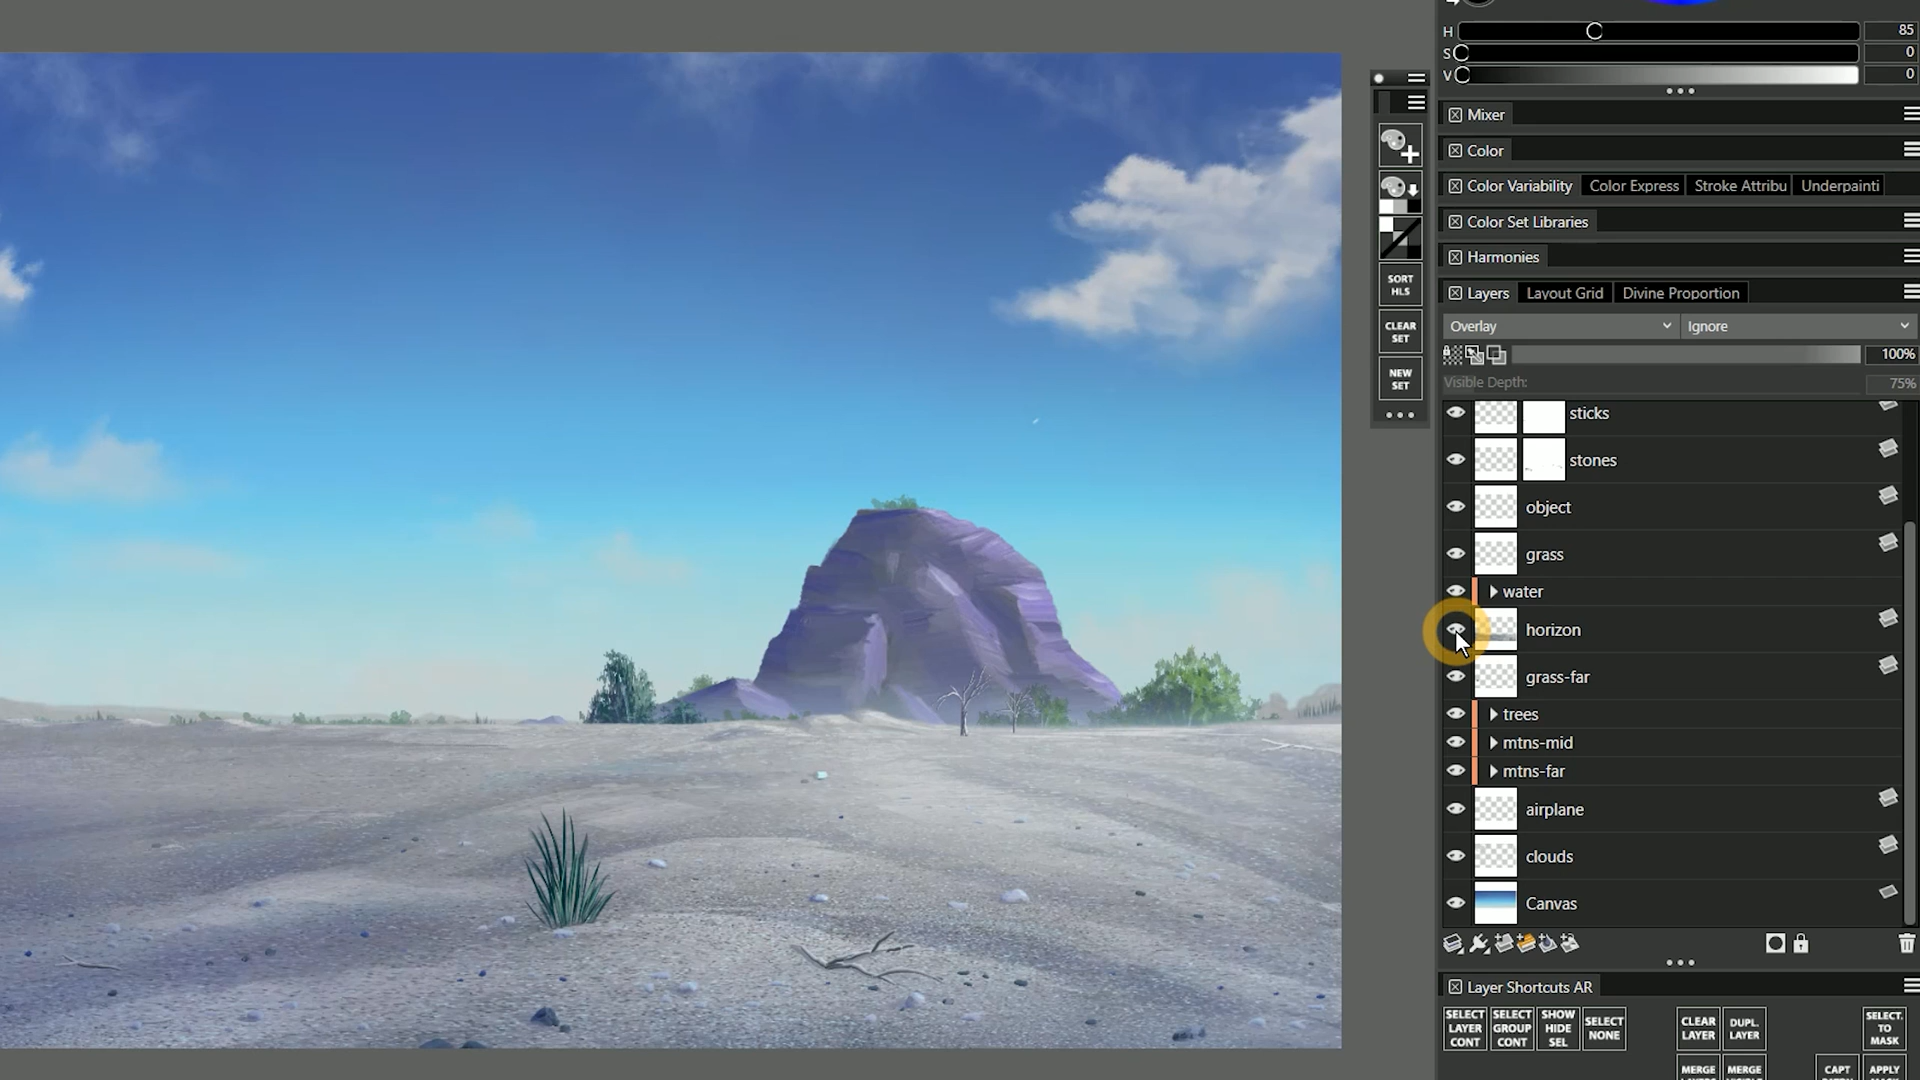 H 85
S 0
V 0
Mixer
Color
Color Variability Color Express Stroke Attribu Underpainti
Color Set Libraries
Harmonies
SORT
HLS
CLEAR
SET
NEW
SET
Layers Layout Grid Divine Proportion
Overlay Ignore
100%
Visible Depth: 75%
sticks
stones
object
grass
water
horizon
grass-far
trees
mtns-mid
mtns-far
airplane
clouds
Canvas
Layer Shortcuts AR
SELECT
LAYER
CONT
SELECT
GROUP
CONT
SHOW
HIDE
SEL
SELECT
NONE
CLEAR
LAYER
DUPL.
LAYER
SELECT.
TO
MASK
MERGE
MERGE
CAPT
APPLY